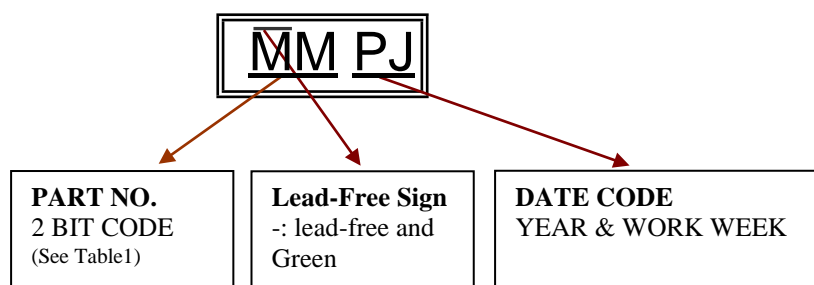 MM PJ
PART NO.
2 BIT CODE
(See Table1)
Lead-Free Sign
-: lead-free and
Green
DATE CODE
YEAR & WORK WEEK